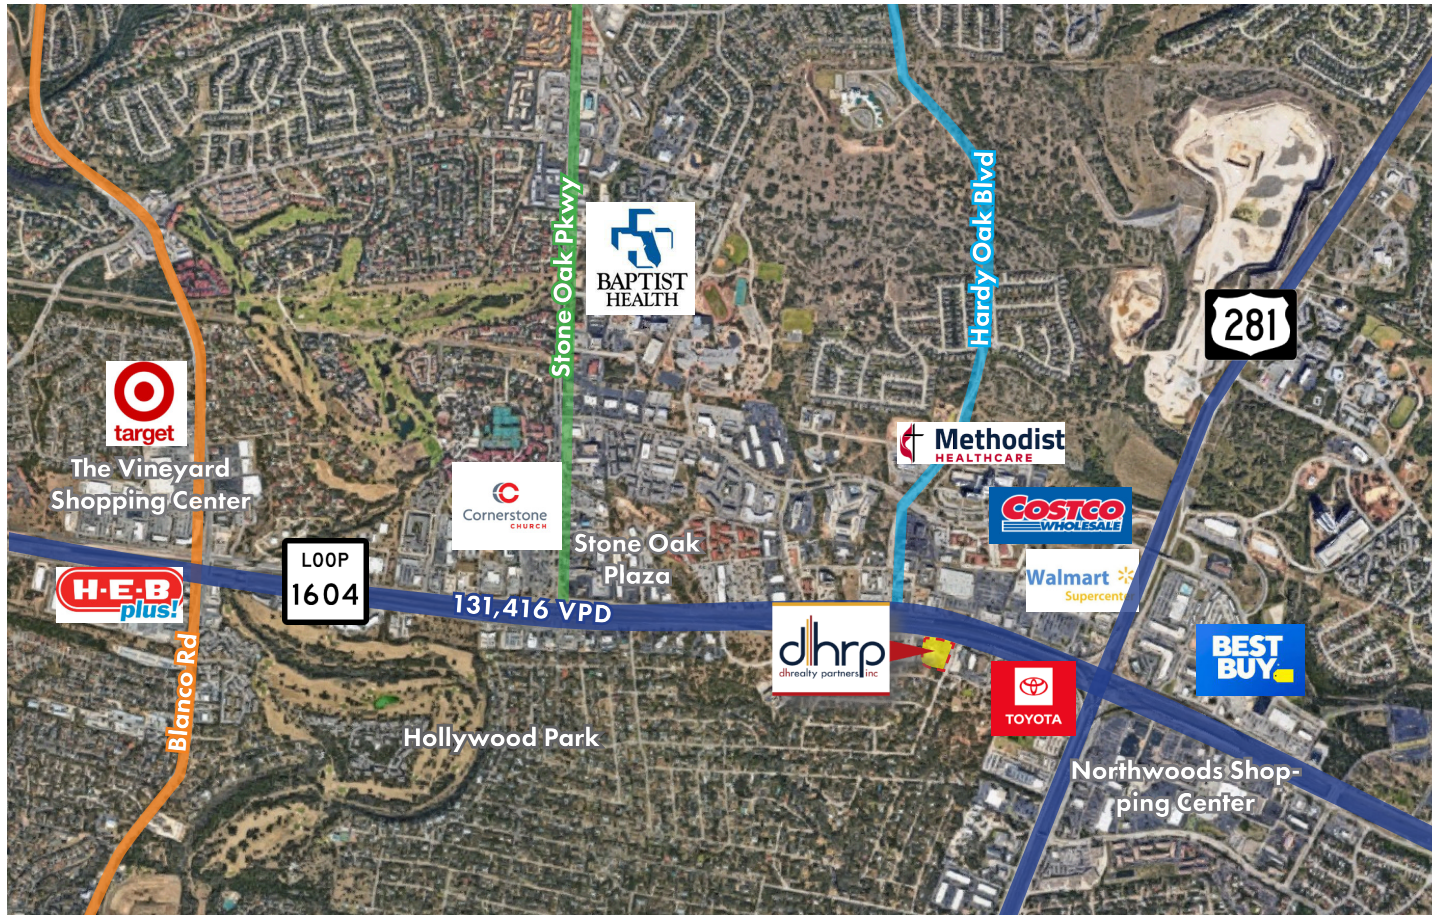 Stone Oak Pkwy
BAPTIST
HEALTH
Hardy Oak Blvd
281
target
The Vineyard
Shopping Center
Methodist
HEALTHCARE
Cornerstone
CHURCH
COSTCO
WHOLESALE
Stone Oak
Plaza
LOOP
1604
H-E-B
plus!
131,416 VPD
Walmart
Supercente
dhrp
dhrealty partners inc
BEST
BUY
TOYOTA
Blanco Rd
Hollywood Park
Northwoods Shop-
ping Center